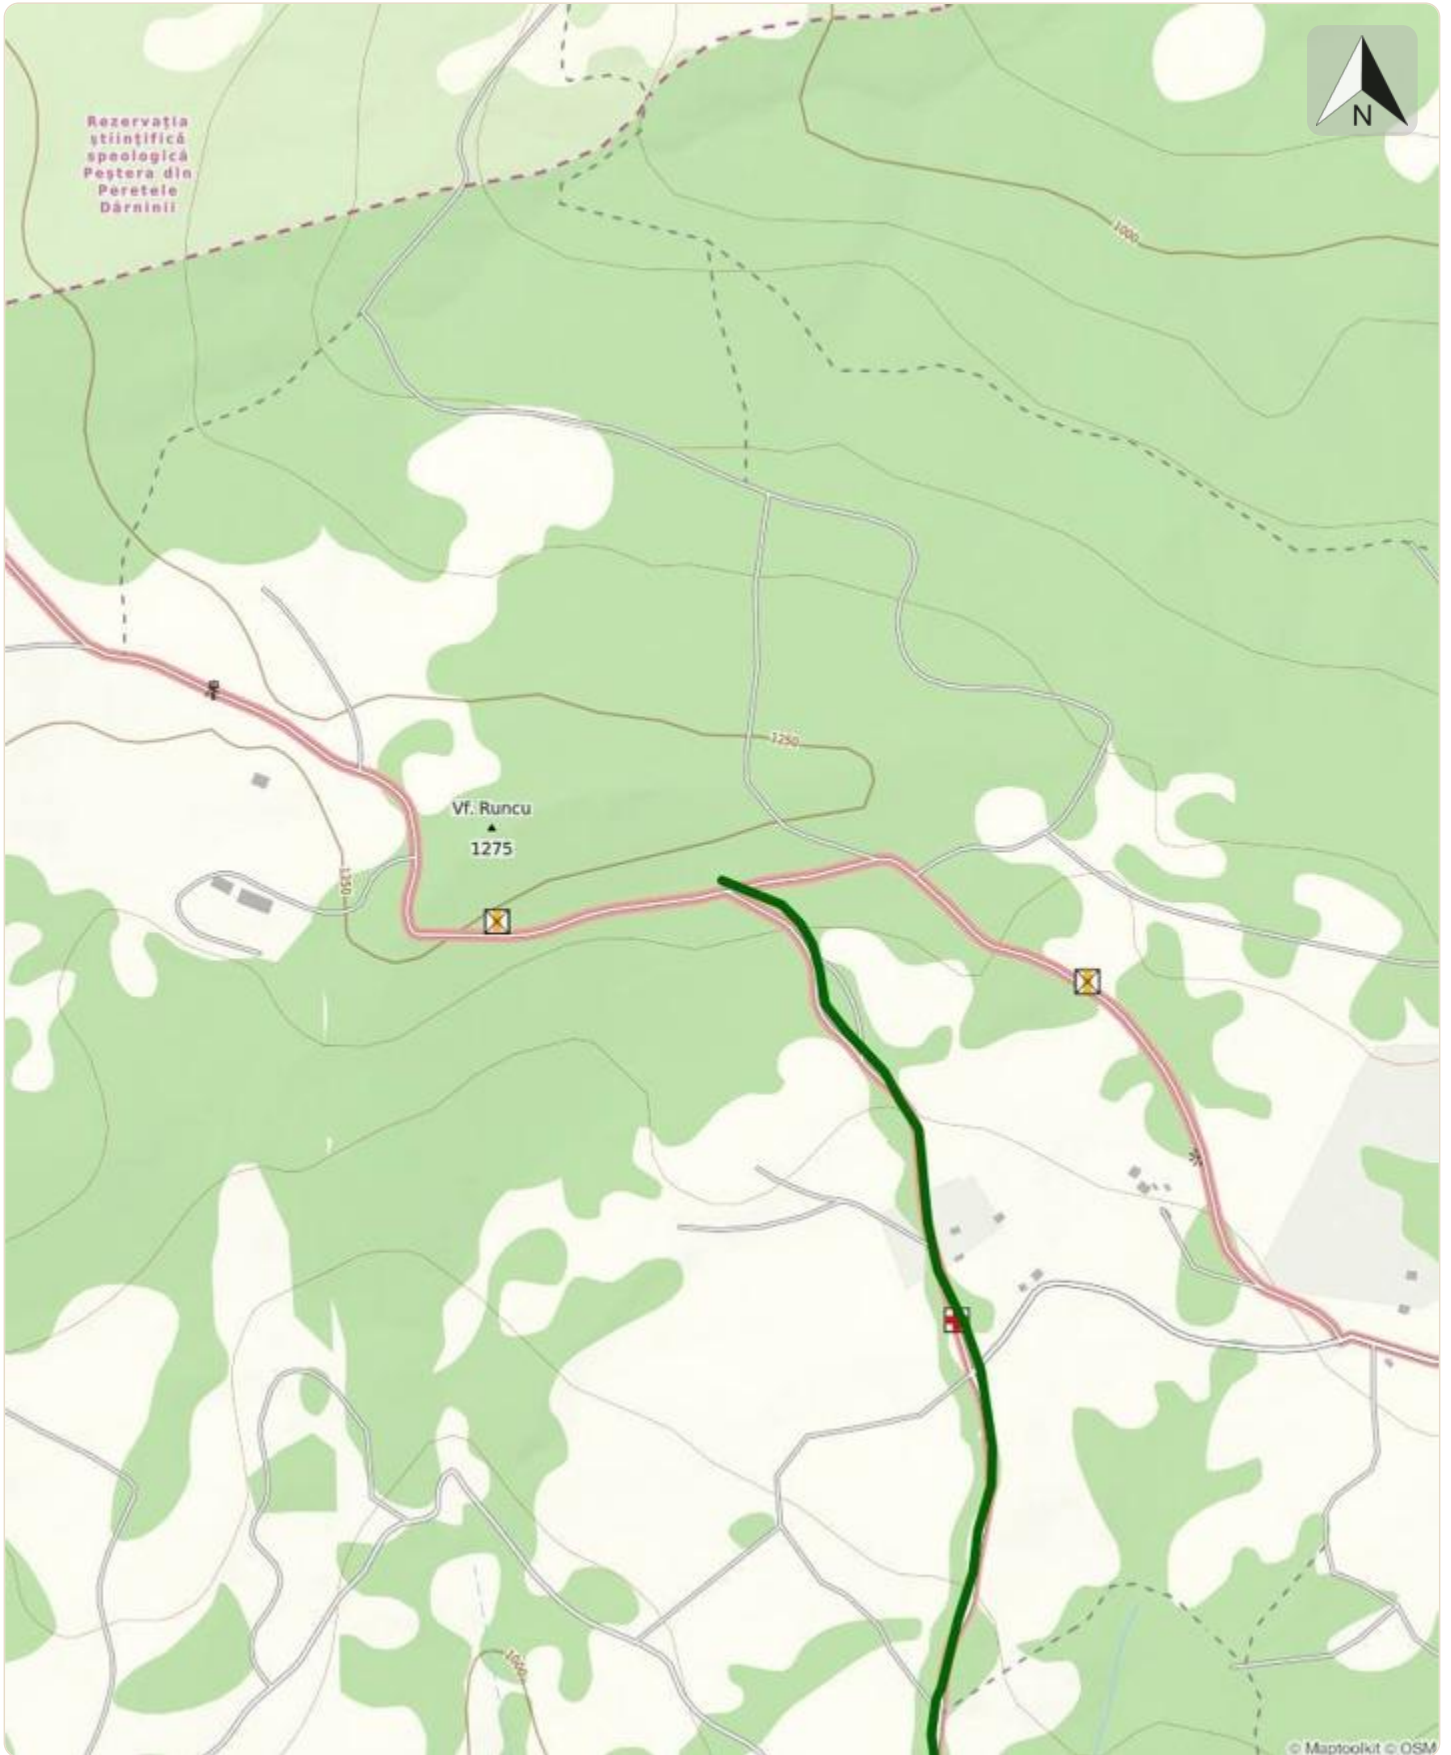 N
Rezervația
științifică
speologică
Peștera din
Peretele
Dârninii
1000
1250
Vf. Runcu
1275
1250
1000
© Maptoolkit © OSM